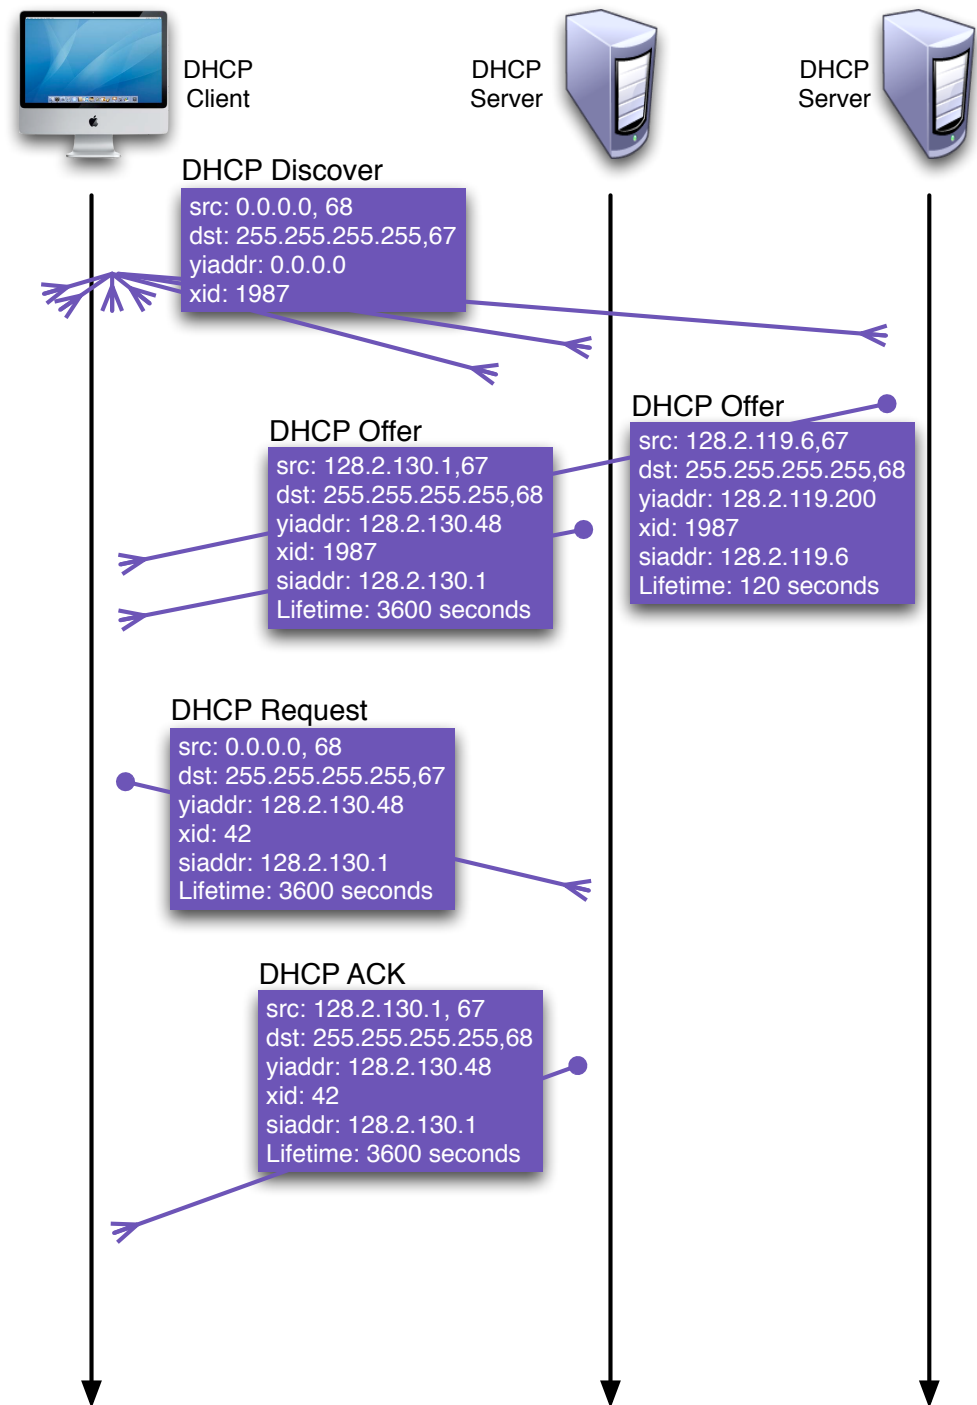 DHCP
Client
DHCP
Server
DHCP
Server
DHCP Discover
src: 0.0.0.0, 68
dst: 255.255.255.255,67
yiaddr: 0.0.0.0
xid: 1987
DHCP Offer
src: 128.2.119.6,67
dst: 255.255.255.255,68
yiaddr: 128.2.119.200
xid: 1987
siaddr: 128.2.119.6
Lifetime: 120 seconds
DHCP Offer
src: 128.2.130.1,67
dst: 255.255.255.255,68
yiaddr: 128.2.130.48
xid: 1987
siaddr: 128.2.130.1
Lifetime: 3600 seconds
DHCP Request
src: 0.0.0.0, 68
dst: 255.255.255.255,67
yiaddr: 128.2.130.48
xid: 42
siaddr: 128.2.130.1
Lifetime: 3600 seconds
DHCP ACK
src: 128.2.130.1, 67
dst: 255.255.255.255,68
yiaddr: 128.2.130.48
xid: 42
siaddr: 128.2.130.1
Lifetime: 3600 seconds